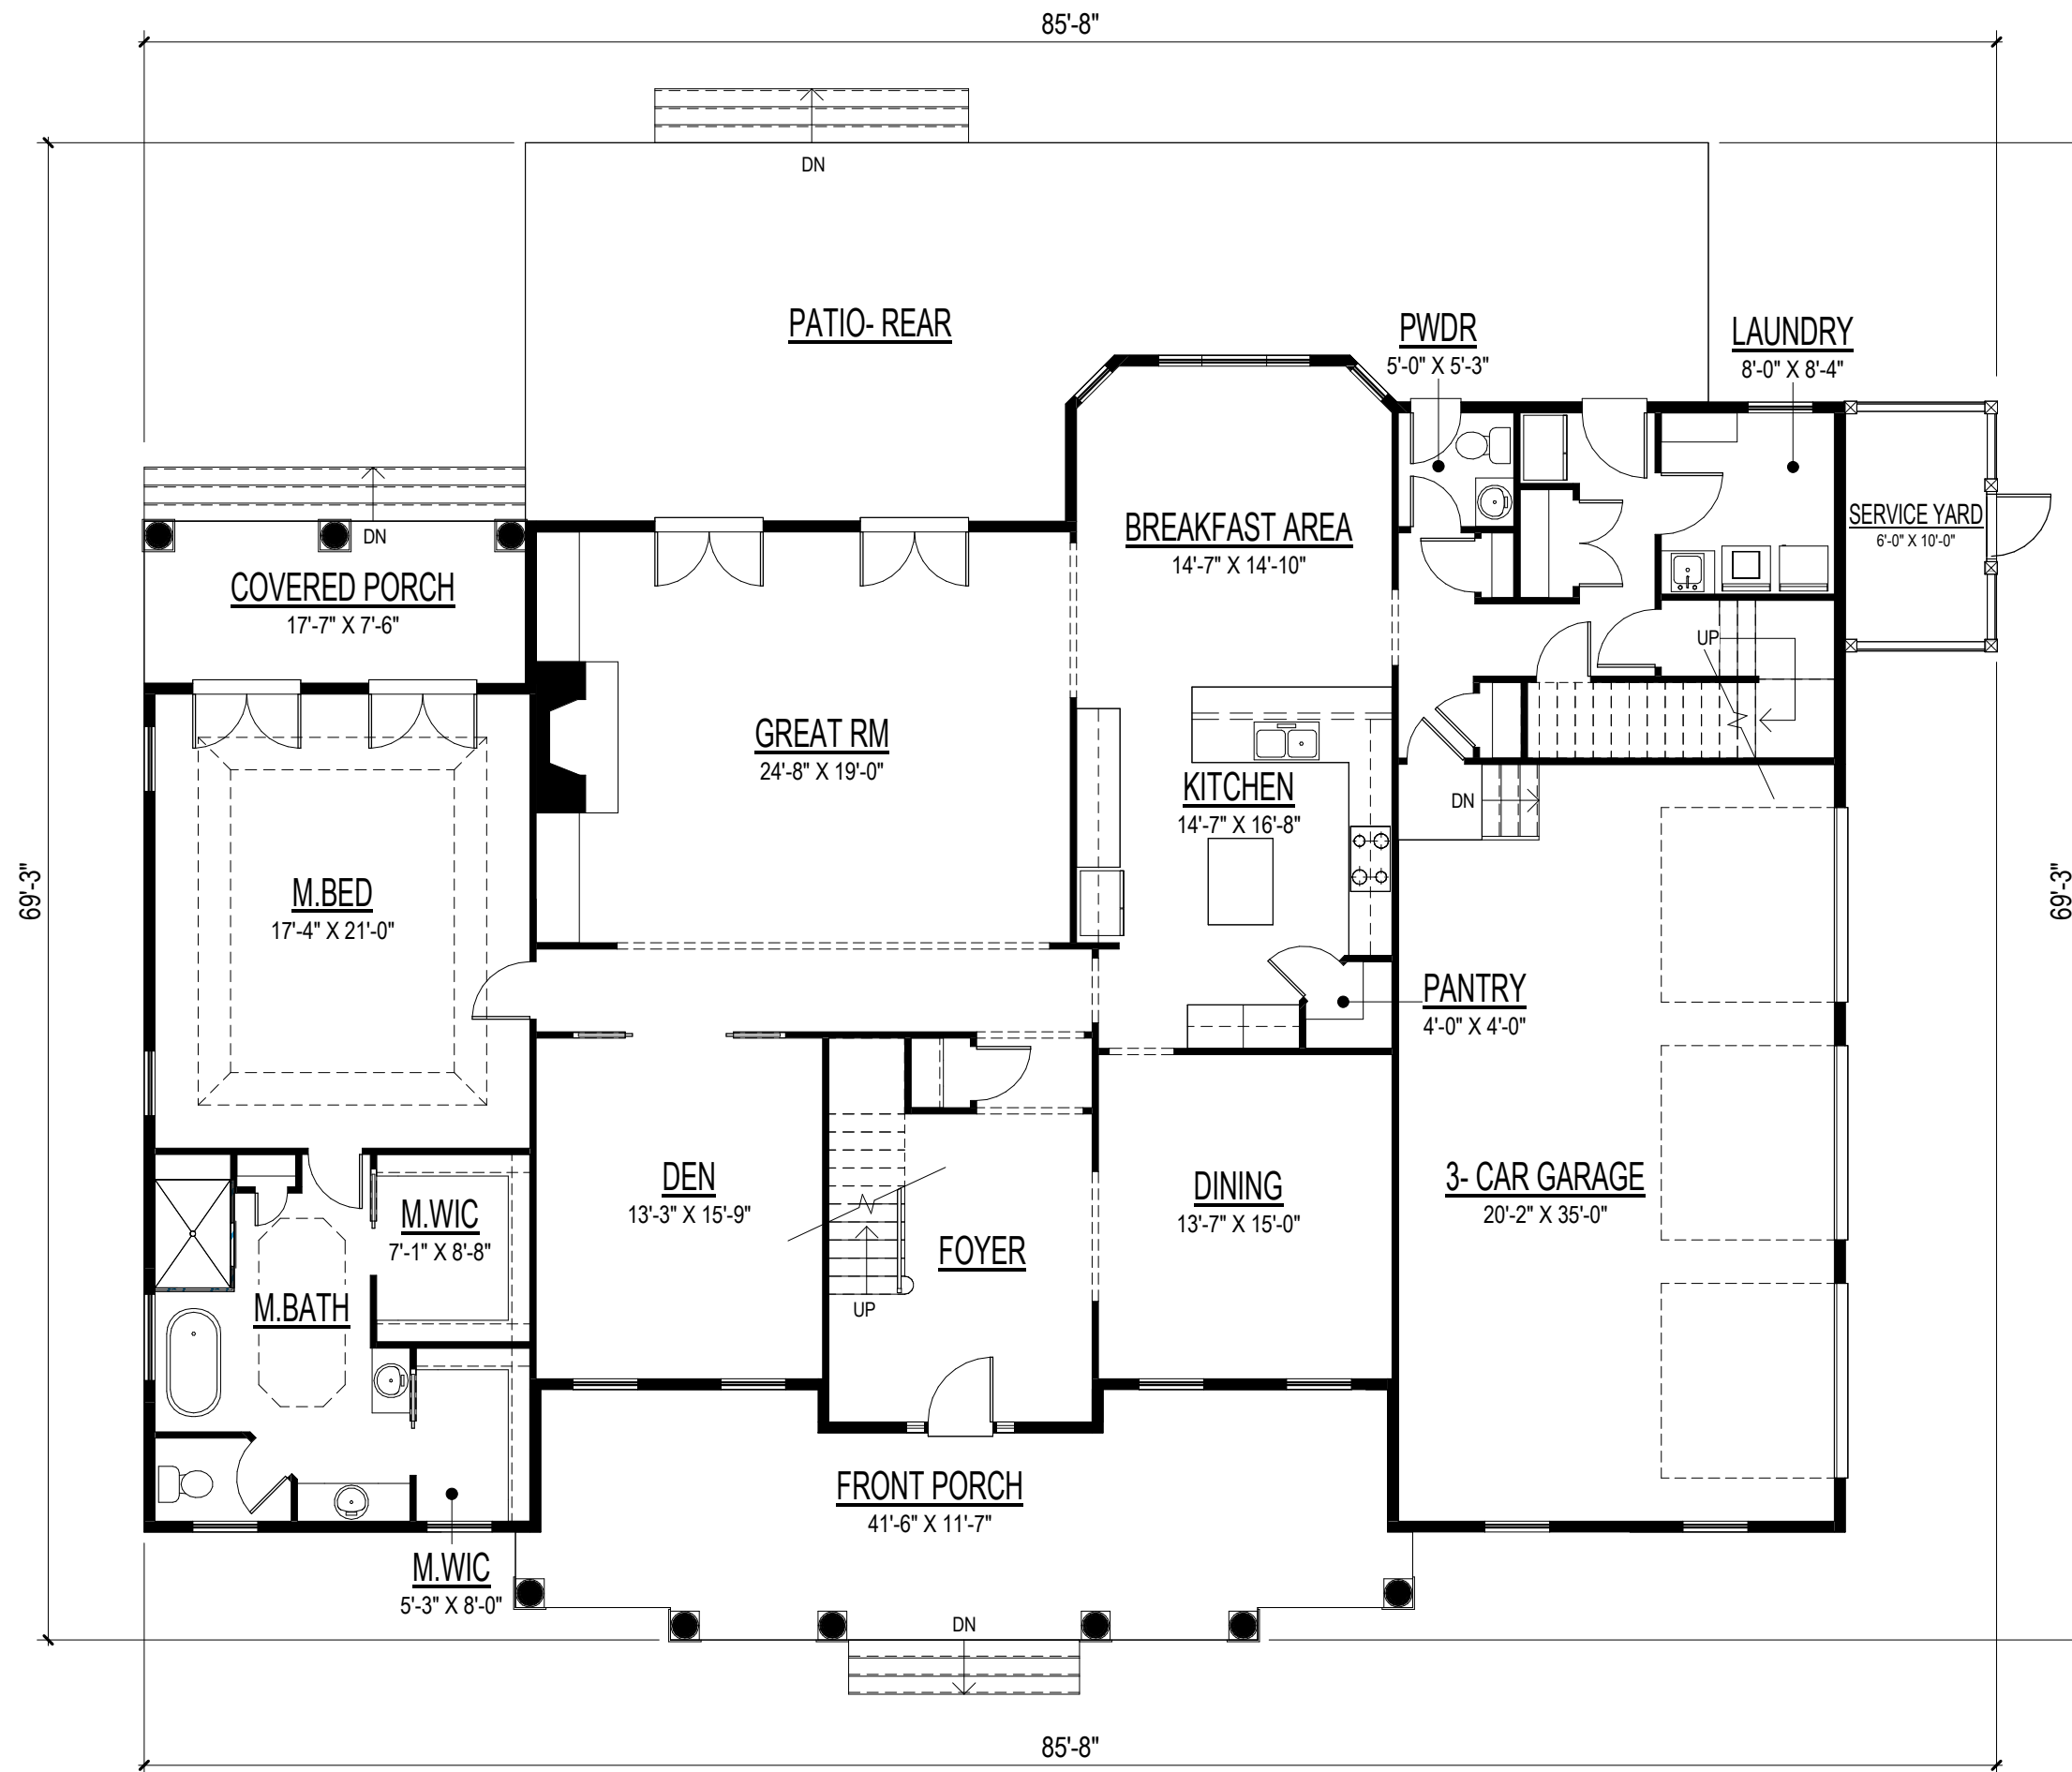 85'-8"
DN
PATIO- REAR
PWDR
5'-0" X 5'-3"
LAUNDRY
8'-0" X 8'-4"
DN
BREAKFAST AREA
14'-7" X 14'-10"
SERVICE YARD
6'-0" X 10'-0"
COVERED PORCH
17'-7" X 7'-6"
UP
GREAT RM
24'-8" X 19'-0"
KITCHEN
14'-7" X 16'-8"
DN
69'-3"
69'-3"
M.BED
17'-4" X 21'-0"
PANTRY
4'-0" X 4'-0"
DEN
13'-3" X 15'-9"
DINING
13'-7" X 15'-0"
3- CAR GARAGE
20'-2" X 35'-0"
M.WIC
7'-1" X 8'-8"
FOYER
M.BATH
UP
FRONT PORCH
41'-6" X 11'-7"
M.WIC
5'-3" X 8'-0"
DN
85'-8"